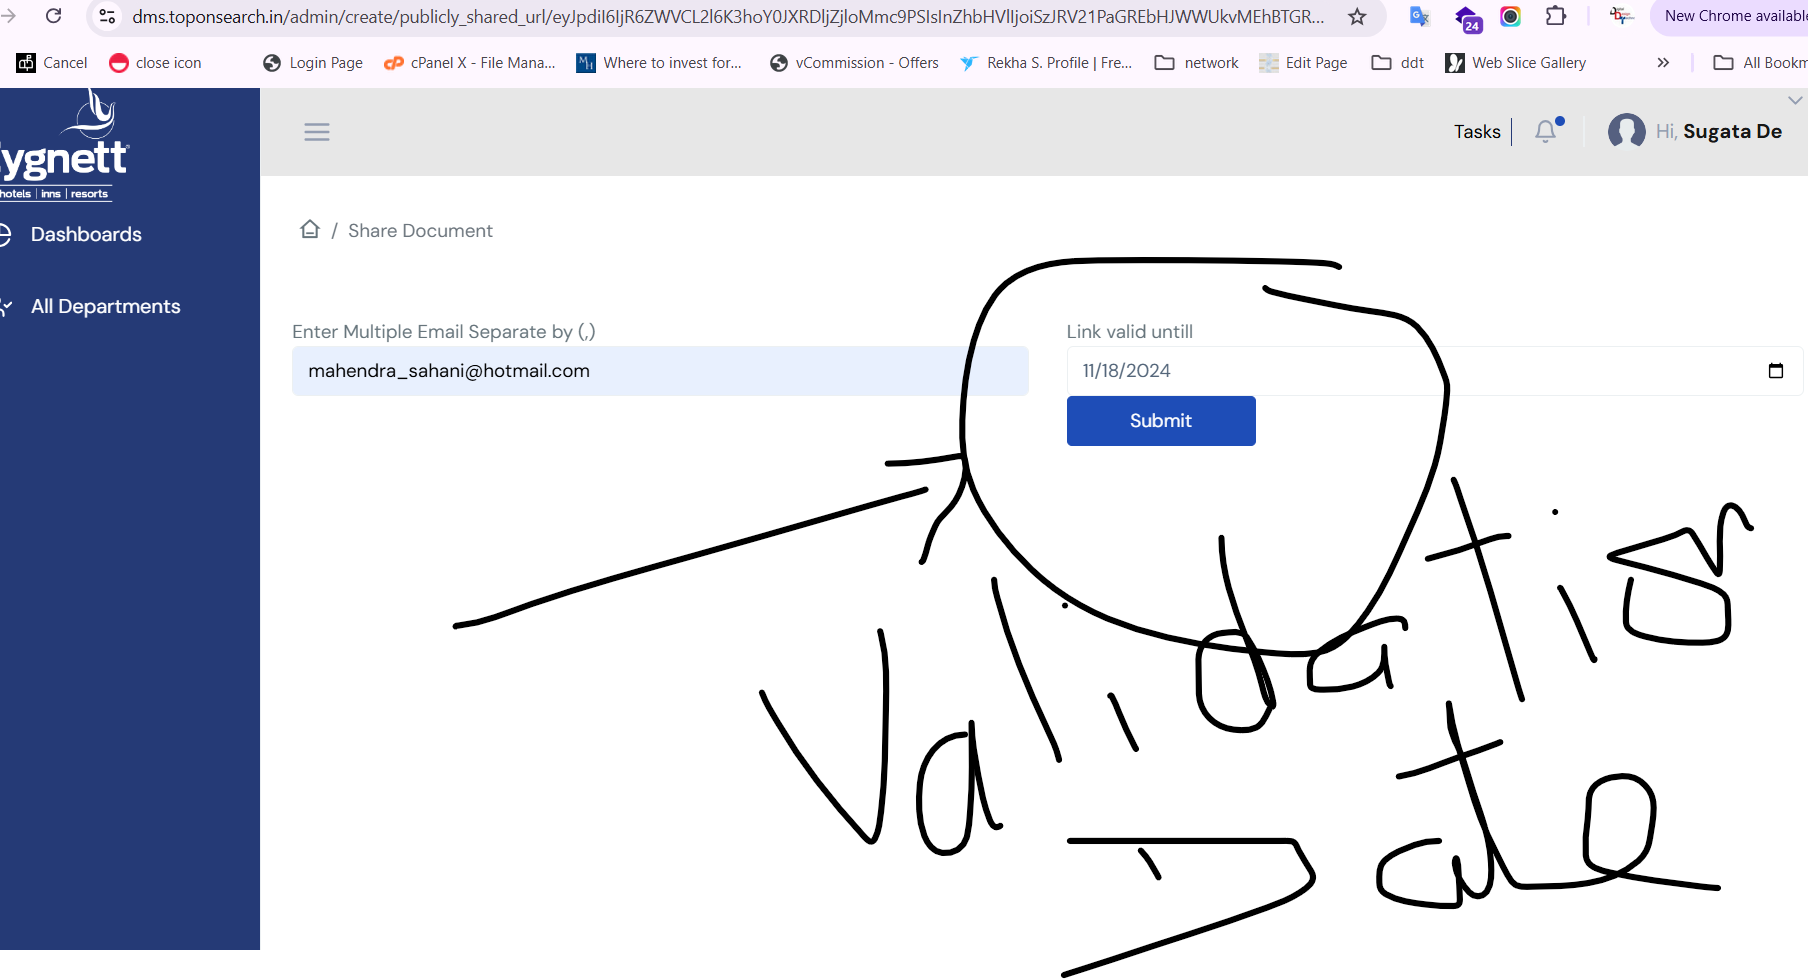 dms.toponsearch.in/admin/create/publicly_shared_url/eyJpdiI6IjR6ZWVCL2l6K3hoY0JXRDljZjloMmc9PSIsInZhbHVlIjoiSzJRV21PaGREbHJWWUkvMEhBTGR...
24
New Chrome available
Cancel
close icon
Login Page
cPanel X - File Mana...
Where to invest for...
vCommission - Offers
Rekha S. Profile | Fre...
network
Edit Page
ddt
Web Slice Gallery
»
All Bookm
ygnett
hotels | inns | resorts
Tasks
Hi, Sugata De
Dashboards
All Departments
/ Share Document
Enter Multiple Email Separate by (,)
mahendra_sahani@hotmail.com
Link valid untill
11/18/2024
Submit
Validation
Date